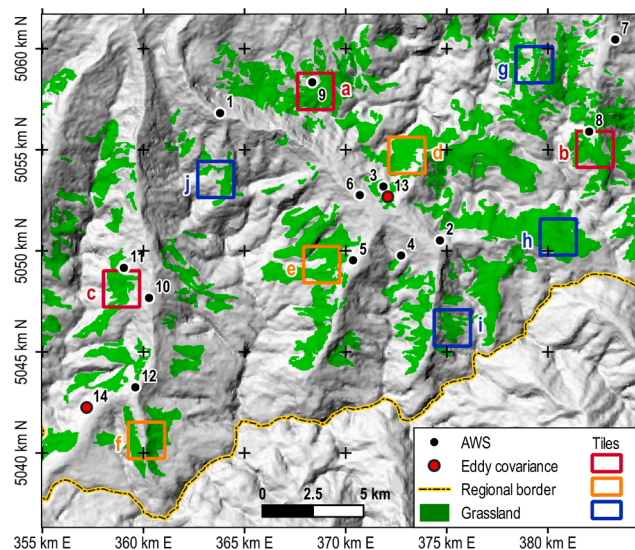 7
5060 km N
g
a
9
1
8
5055 km N
d
b
j
3
13
6
2
h
5050 km N
4
11
e
5
c
10
i
5045 km N
12
14
5040 km N
f
AWS
Tiles
Eddy covariance
Regional border
0 2.5 5 km
Grassland
355 km E 360 km E 365 km E 370 km E 375 km E 380 km E